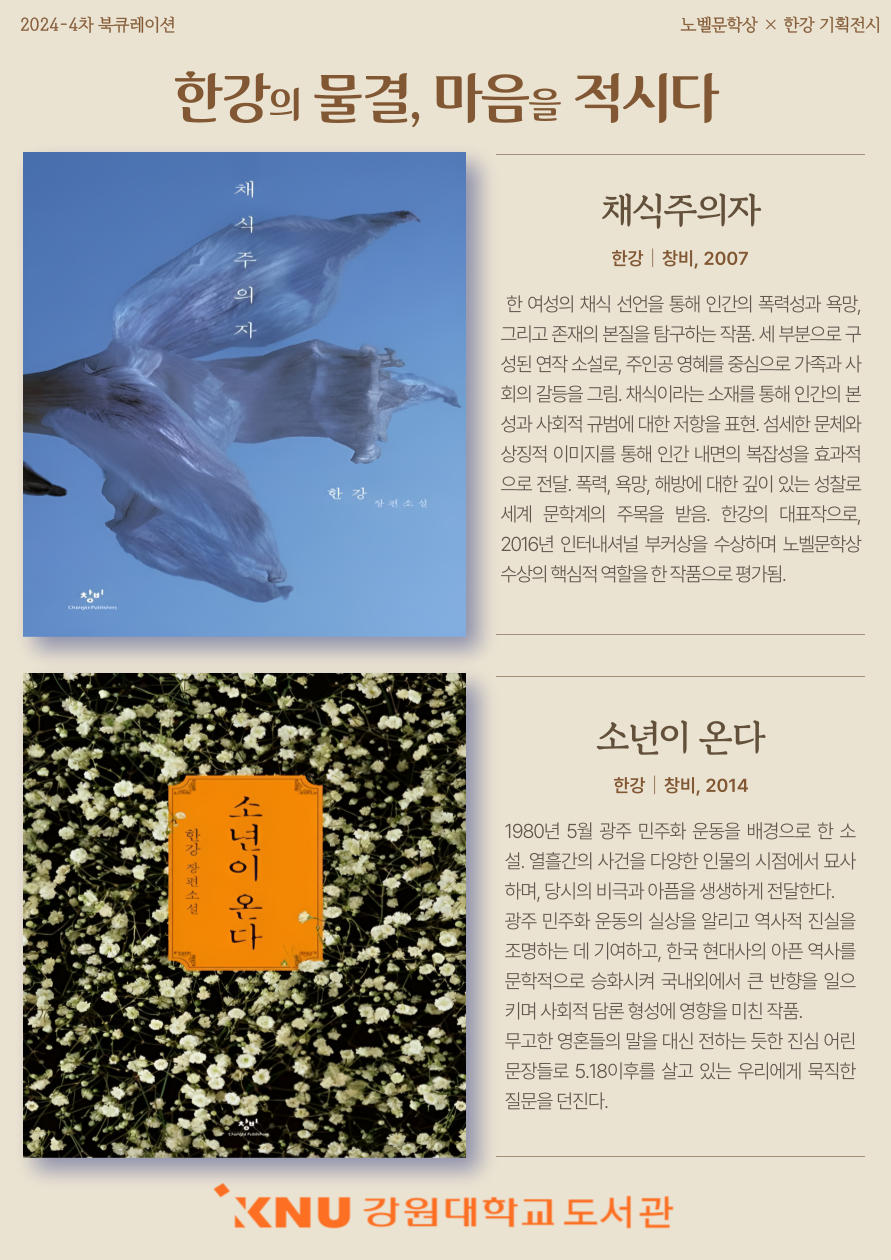 2024-4차 북큐레이션
노벨문학상 × 한강 기획전시
한강의 물결, 마음을 적시다
채
식
주
의
자
한 강 장 편 소 설
창비
Changbi Publishers
채식주의자
한강 | 창비, 2007
한 여성의 채식 선언을 통해 인간의 폭력성과 욕망,
그리고 존재의 본질을 탐구하는 작품. 세 부분으로 구
성된 연작 소설로, 주인공 영혜를 중심으로 가족과 사
회의 갈등을 그림. 채식이라는 소재를 통해 인간의 본
성과 사회적 규범에 대한 저항을 표현. 섬세한 문체와
상징적 이미지를 통해 인간 내면의 복잡성을 효과적
으로 전달. 폭력, 욕망, 해방에 대한 깊이 있는 성찰로
세계 문학계의 주목을 받음. 한강의 대표작으로,
2016년 인터내셔널 부커상을 수상하며 노벨문학상
수상의 핵심적 역할을 한 작품으로 평가됨.
소년이 온다
한강 장편소설
창비
Changbi Publishers
소년이 온다
한강 | 창비, 2014
1980년 5월 광주 민주화 운동을 배경으로 한 소
설. 열흘간의 사건을 다양한 인물의 시점에서 묘사
하며, 당시의 비극과 아픔을 생생하게 전달한다.
광주 민주화 운동의 실상을 알리고 역사적 진실을
조명하는 데 기여하고, 한국 현대사의 아픈 역사를
문학적으로 승화시켜 국내외에서 큰 반향을 일으
키며 사회적 담론 형성에 영향을 미친 작품.
무고한 영혼들의 말을 대신 전하는 듯한 진심 어린
문장들로 5.18이후를 살고 있는 우리에게 묵직한
질문을 던진다.
KNU 강원대학교 도서관